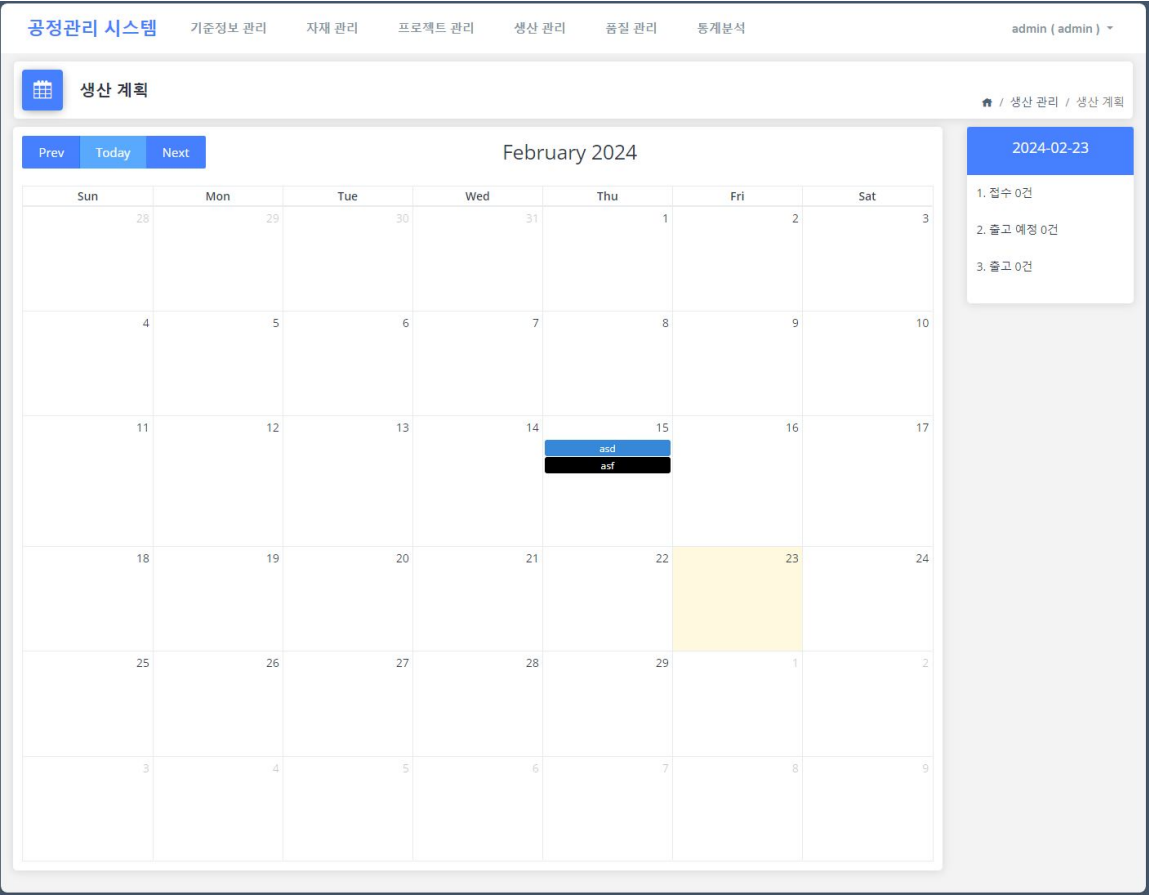 공정관리 시스템 기준정보 관리 자재 관리 프로젝트 관리 생산 관리 품질 관리 통계분석 admin ( admin )
생산 계획
/ 생산 관리 / 생산 계획
Prev Today Next February 2024
Sun Mon Tue Wed Thu Fri Sat
28 29 30 31 1 2 3
4 5 6 7 8 9 10
11 12 13 14 15 16 17
asd
asf
18 19 20 21 22 23 24
25 26 27 28 29 1 2
3 4 5 6 7 8 9
2024-02-23
1. 접수 0건
2. 출고 예정 0건
3. 출고 0건